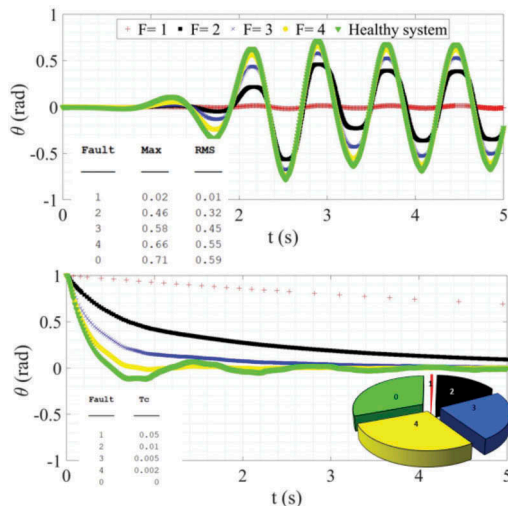 F= 1 F= 2 F= 3 F= 4 Healthy system
1
0.5
0
-0.5
-1
θ (rad)
Fault Max RMS
1 0.02 0.01
2 0.46 0.32
3 0.58 0.45
4 0.66 0.55
0 0.71 0.59
0 1 2 3 4 5
t (s)
1
0.5
0
-0.5
-1
θ (rad)
Fault Tc
1 0.05
2 0.01
3 0.005
4 0.002
0 0
1
2
0
3
4
0 1 2 3 4 5
t (s)